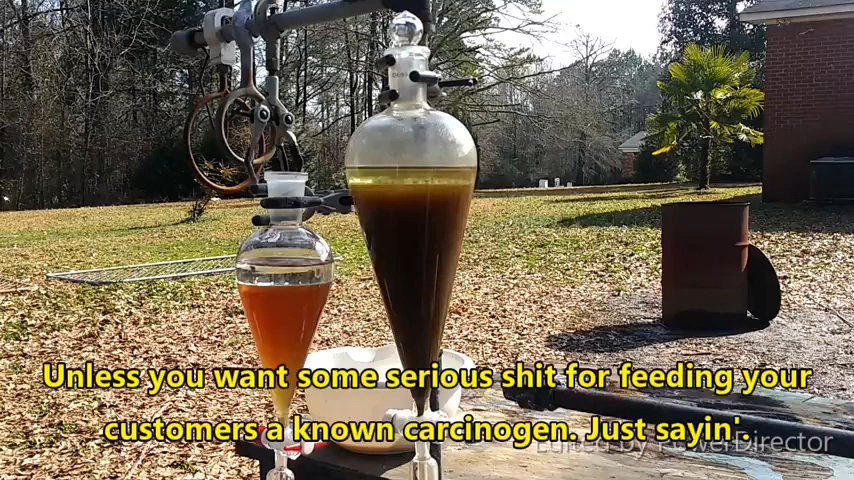 Unless you want some serious shit for feeding your
customers a known carcinogen. Just sayin'.
Edited by PowerDirector